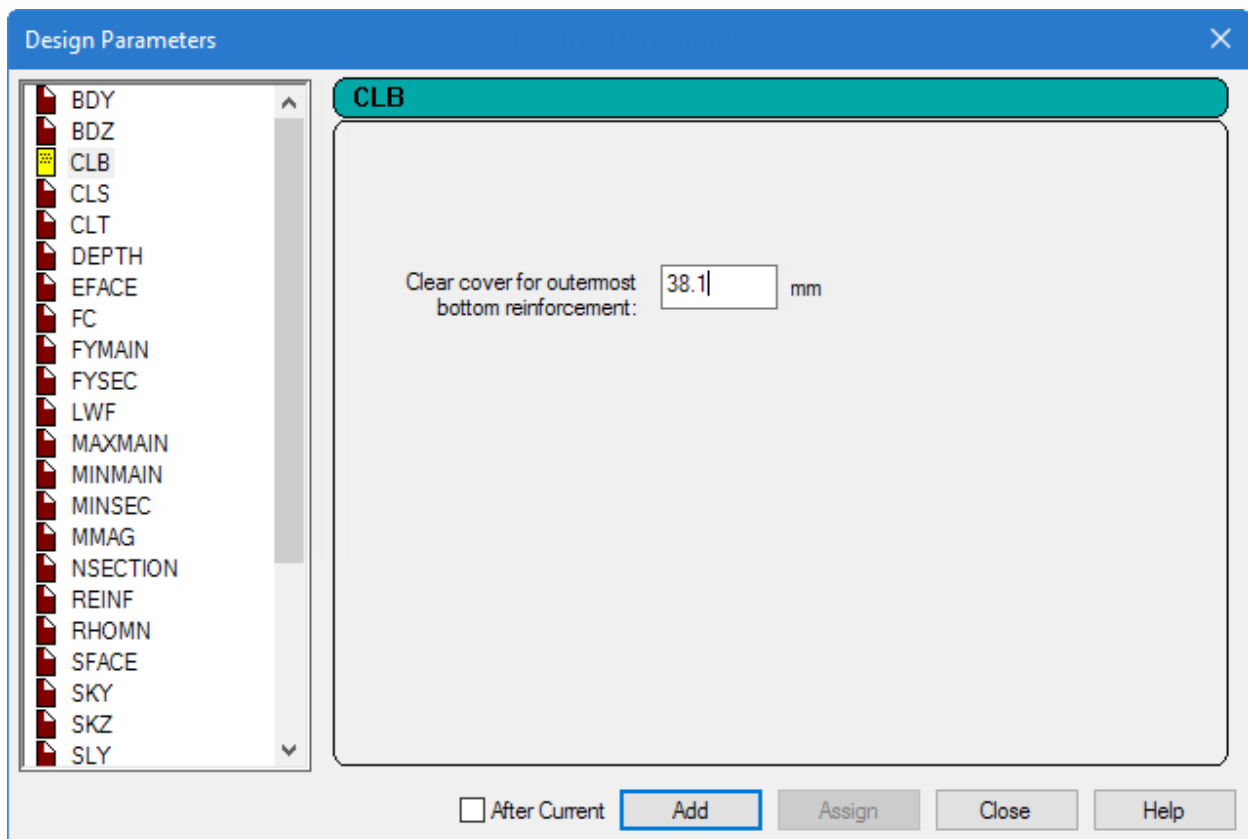 Design Parameters
BDY
BDZ
CLB
CLS
CLT
DEPTH
EFACE
FC
FYMAIN
FYSEC
LWF
MAXMAIN
MINMAIN
MINSEC
MMAG
NSECTION
REINF
RHOMN
SFACE
SKY
SKZ
SLY
CLB
Clear cover for outermost
bottom reinforcement:
38.1
mm
After Current
Add
Assign
Close
Help